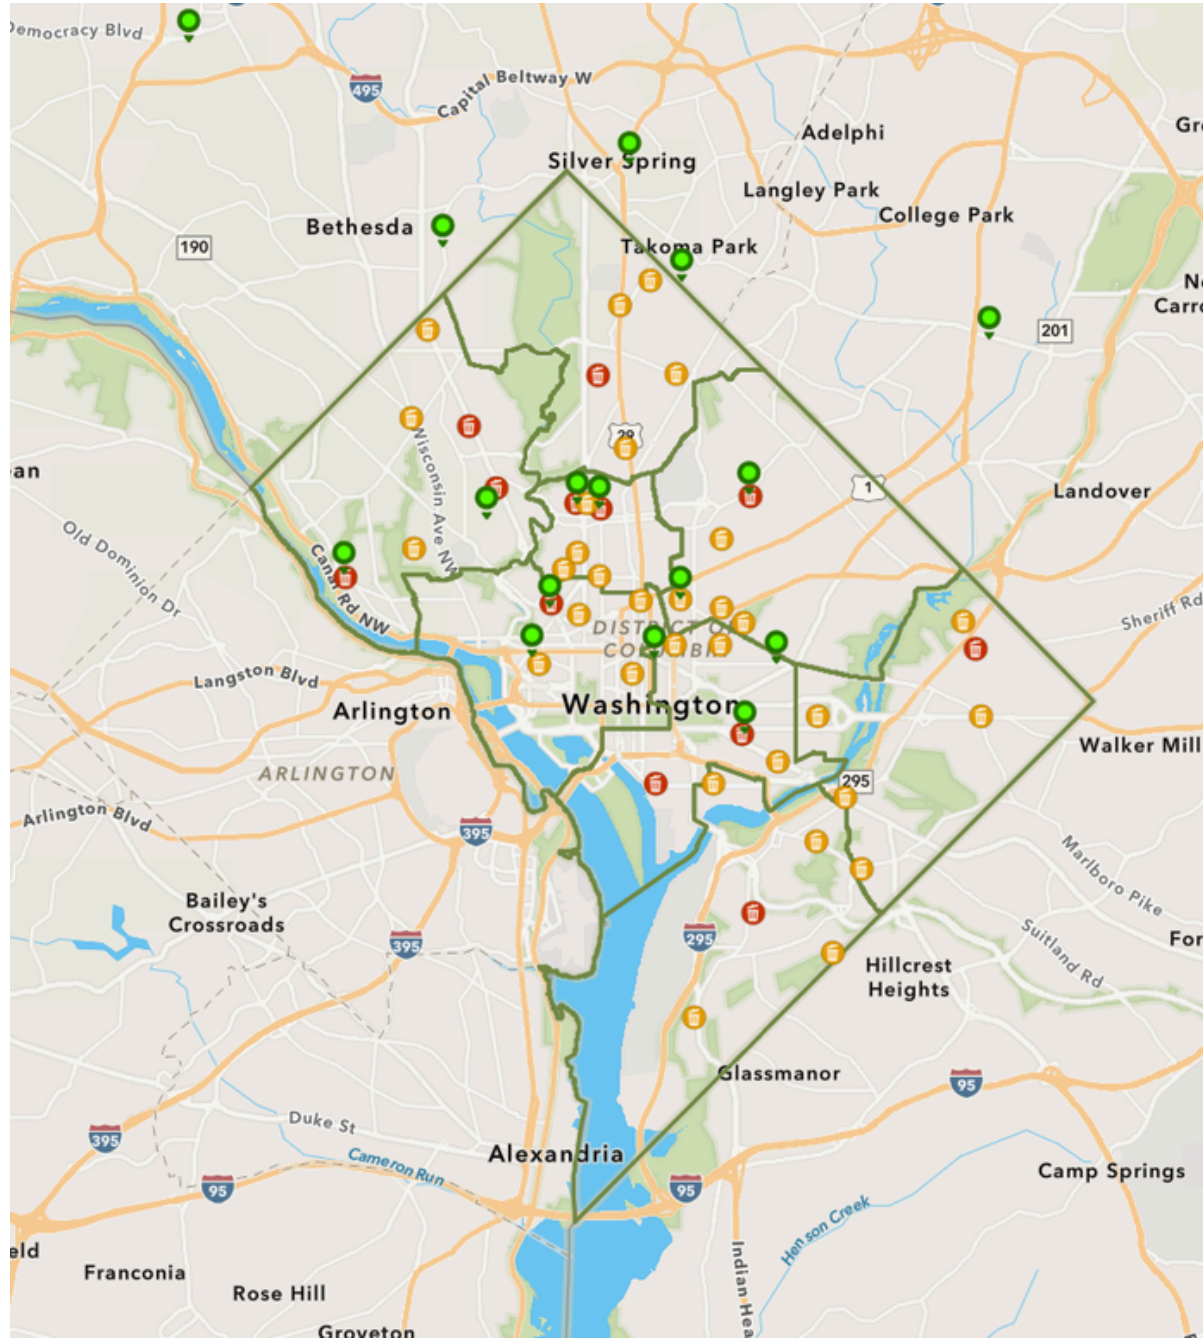 Democracy Blvd
495
Capital Beltway W
Adelphi
Silver Spring
Langley Park
College Park
Bethesda
190
Takoma Park
201
29
Wisconsin Ave NW
1
Landover
Old Dominion Dr
Canal Rd NW
Sheriff Rd
DISTRICT OF
COLUMBIA
Langston Blvd
Arlington
Washington
Walker Mill
ARLINGTON
295
Arlington Blvd
395
Marlboro Pike
Bailey's
Crossroads
395
295
Suitland Rd
Hillcrest
Heights
Glassmanor
95
Duke St
395
Alexandria
Cameron Run
95
95
Camp Springs
Henson Creek
Franconia
Rose Hill
Groveton